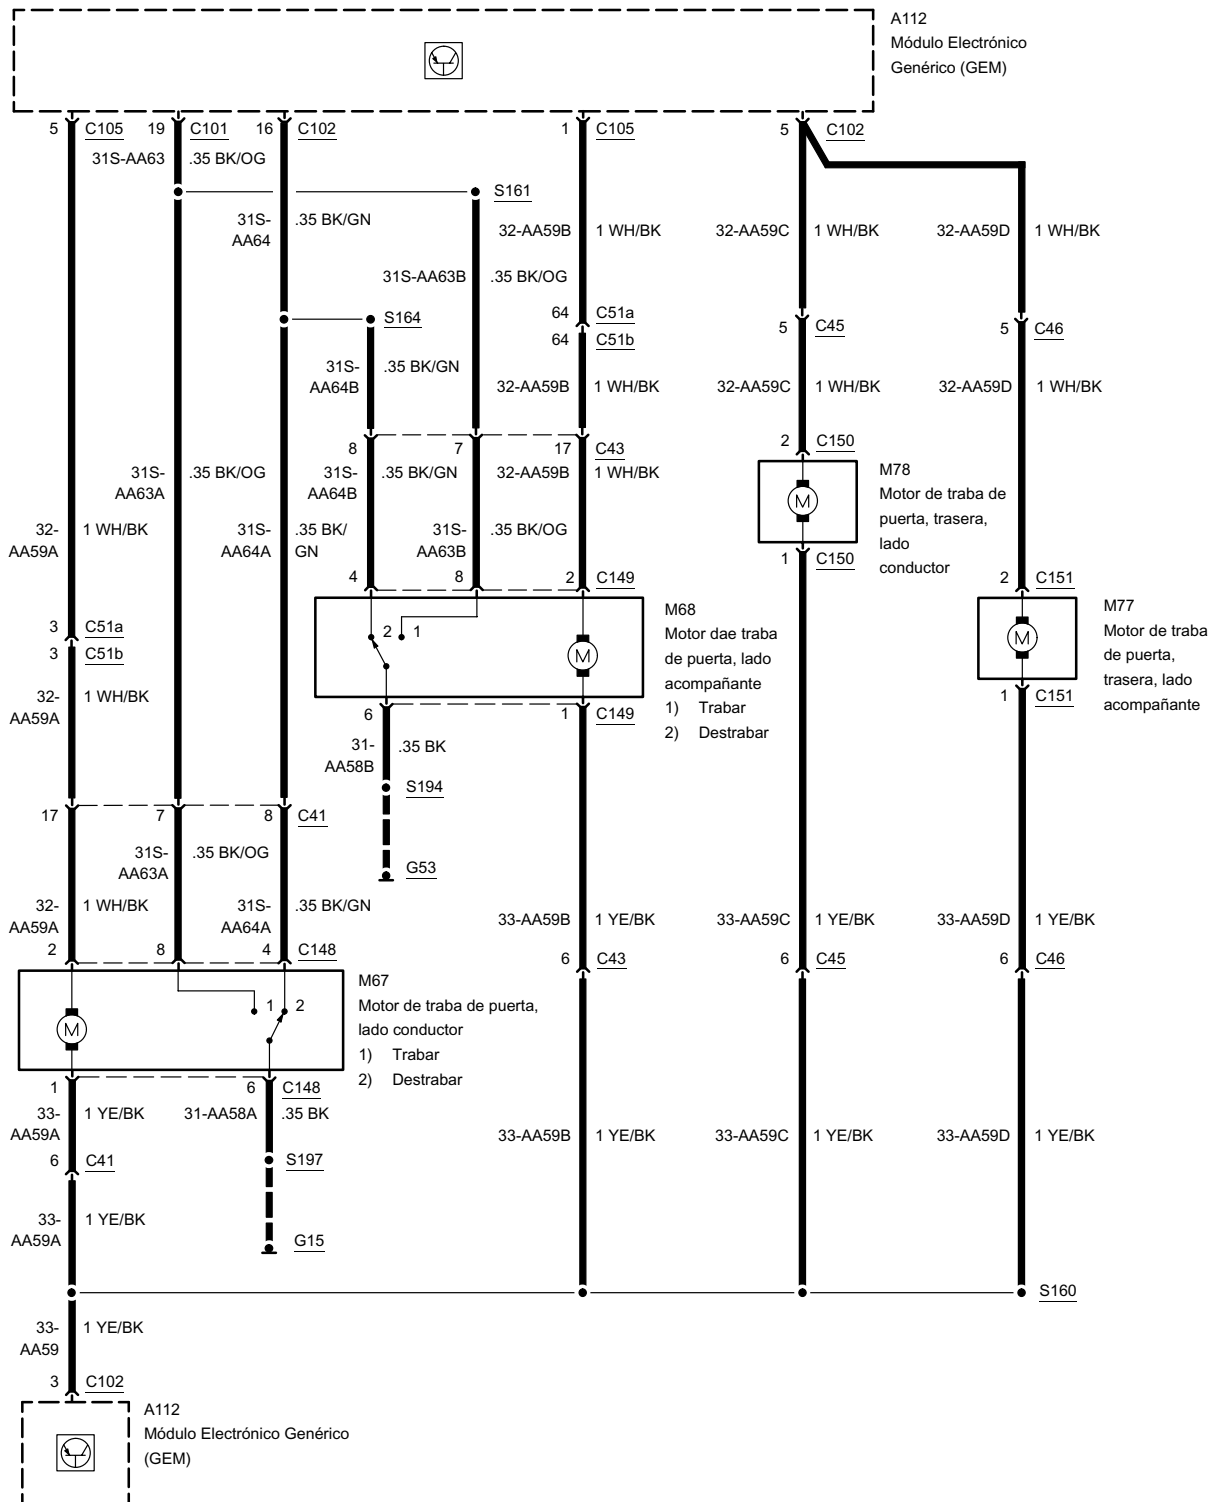 A112
Módulo Electrónico
Genérico (GEM)
5 C105 19 C101 16 C102 1 C105 5 C102
31S-AA63 .35 BK/OG
S161
31S-
AA64
.35 BK/GN
32-AA59B 1 WH/BK
32-AA59C 1 WH/BK
32-AA59D 1 WH/BK
31S-AA63B .35 BK/OG
S164
64 C51a
64 C51b
5 C45
5 C46
31S-
AA64B
.35 BK/GN
32-AA59B 1 WH/BK
32-AA59C 1 WH/BK
32-AA59D 1 WH/BK
8 7 17 C43
2 C150
31S-
AA63A
.35 BK/OG
31S-
AA64B
.35 BK/GN
32-AA59B 1 WH/BK
M
M78
Motor de traba de
puerta, trasera,
lado
conductor
32-
AA59A
1 WH/BK
31S-
AA64A
.35 BK/
GN
31S-
AA63B
.35 BK/OG
1 C150
4 8 2 C149
2 C151
3 C51a
3 C51b
2 1
M
M68
Motor dae traba
de puerta, lado
acompañante
1) Trabar
2) Destrabar
M
M77
Motor de traba
de puerta,
trasera, lado
acompañante
32-
AA59A
1 WH/BK
6 1 C149
1 C151
31-
AA58B
.35 BK
S194
17 7 8 C41
31S-
AA63A
.35 BK/OG
G53
32-
AA59A
1 WH/BK
31S-
AA64A
.35 BK/GN
33-AA59B 1 YE/BK
33-AA59C 1 YE/BK
33-AA59D 1 YE/BK
2 8 4 C148
6 C43
6 C45
6 C46
M
1 2
M67
Motor de traba de puerta,
lado conductor
1) Trabar
2) Destrabar
1 6 C148
33-
AA59A
1 YE/BK
31-AA58A .35 BK
33-AA59B 1 YE/BK
33-AA59C 1 YE/BK
33-AA59D 1 YE/BK
6 C41
S197
33-
AA59A
1 YE/BK
G15
S160
33-
AA59
1 YE/BK
3 C102
A112
Módulo Electrónico Genérico
(GEM)